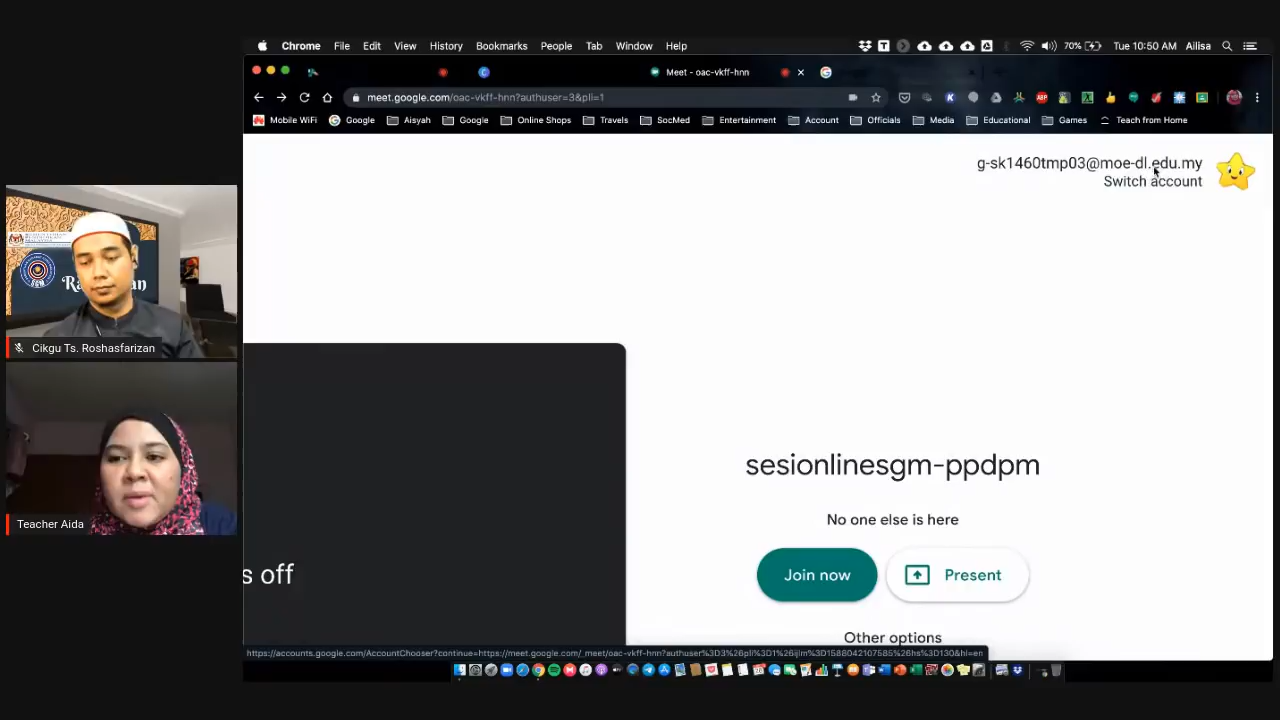 Chrome File Edit View History Bookmarks People Tab Window Help
70% Tue 10:50 AM Ailisa
Meet - oac-vkff-hnn
meet.google.com/oac-vkff-hnn?authuser=3&pli=1
Mobile WiFi Google Aisyah Google Online Shops Travels SocMed Entertainment Account Officials Media Educational Games Teach from Home
g-sk1460tmp03@moe-dl.edu.my
Switch account
Cikgu Ts. Roshasfarizan
Teacher Aida
s off
sesionlinesgm-ppdpm
No one else is here
Join now
Present
Other options